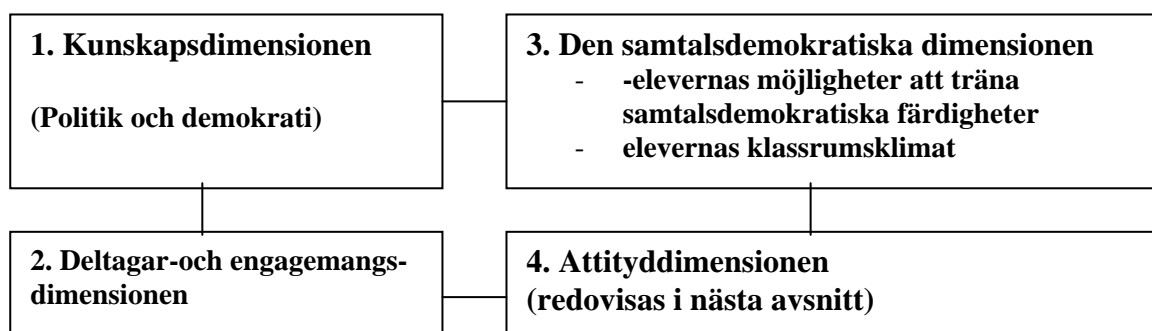 1. Kunskapsdimensionen
(Politik och demokrati)
3. Den samtalsdemokratiska dimensionen
- -elevernas möjligheter att träna
samtalsdemokratiska färdigheter
- elevernas klassrumsklimat
2. Deltagar-och engagemangs-
dimensionen
4. Attityddimensionen
(redovisas i nästa avsnitt)